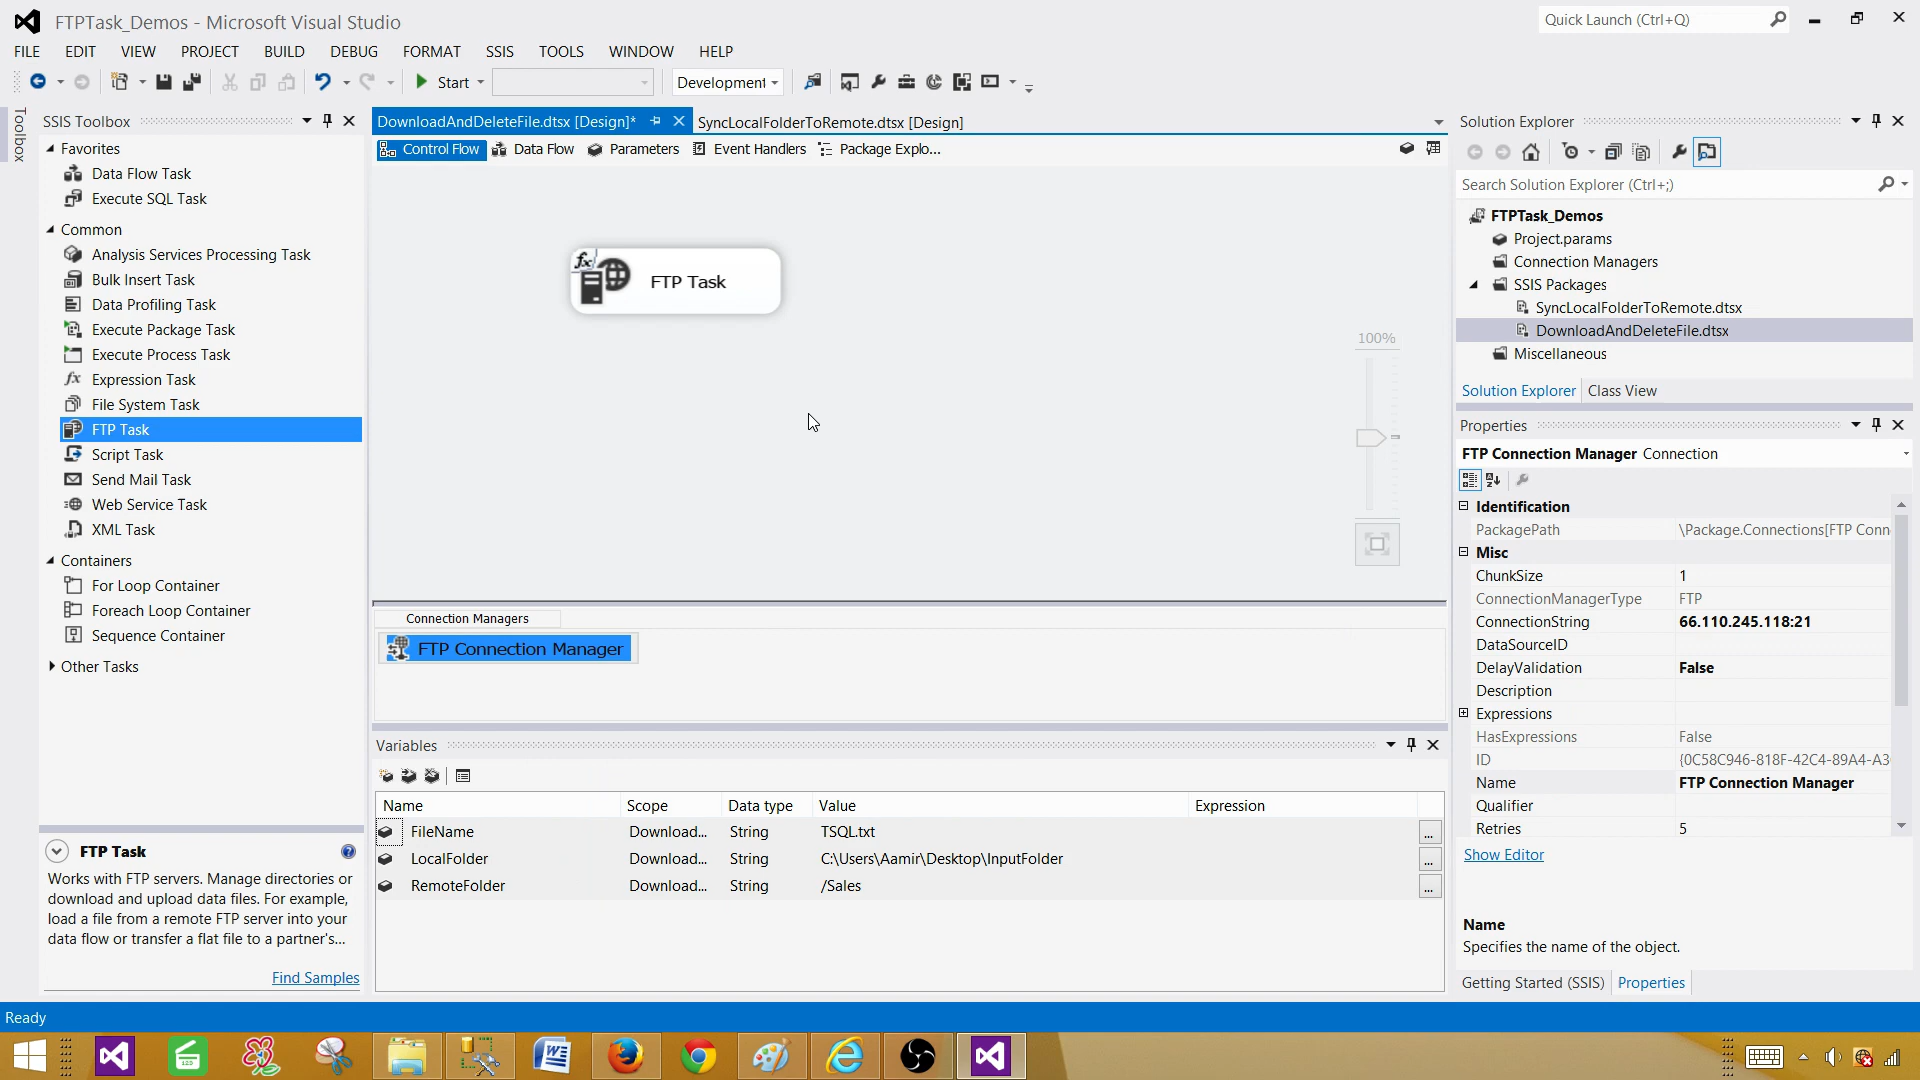 FTPTask_Demos - Microsoft Visual Studio
Quick Launch (Ctrl+Q)
FILE EDIT VIEW PROJECT BUILD DEBUG FORMAT SSIS TOOLS WINDOW HELP
Start
Development
Toolbox
SSIS Toolbox
Favorites
Data Flow Task
Execute SQL Task
Common
Analysis Services Processing Task
Bulk Insert Task
Data Profiling Task
Execute Package Task
Execute Process Task
Expression Task
File System Task
FTP Task
Script Task
Send Mail Task
Web Service Task
XML Task
Containers
For Loop Container
Foreach Loop Container
Sequence Container
Other Tasks
FTP Task
Works with FTP servers. Manage directories or
download and upload data files. For example,
load a file from a remote FTP server into your
data flow or transfer a flat file to a partner's...
Find Samples
DownloadAndDeleteFile.dtsx [Design]*
SyncLocalFolderToRemote.dtsx [Design]
Control Flow
Data Flow
Parameters
Event Handlers
Package Explo...
fx
FTP Task
100%
Connection Managers
FTP Connection Manager
Variables
Name Scope Data type Value Expression
FileName Download... String TSQL.txt ...
LocalFolder Download... String C:\Users\Aamir\Desktop\InputFolder ...
RemoteFolder Download... String /Sales ...
Solution Explorer
Search Solution Explorer (Ctrl+;)
FTPTask_Demos
Project.params
Connection Managers
SSIS Packages
SyncLocalFolderToRemote.dtsx
DownloadAndDeleteFile.dtsx
Miscellaneous
Solution Explorer Class View
Properties
FTP Connection Manager Connection
Identification
PackagePath \Package.Connections[FTP Conn
Misc
ChunkSize 1
ConnectionManagerType FTP
ConnectionString 66.110.245.118:21
DataSourceID
DelayValidation False
Description
Expressions
HasExpressions False
ID {0C58C946-818F-42C4-89A4-A3
Name FTP Connection Manager
Qualifier
Retries 5
Show Editor
Name
Specifies the name of the object.
Getting Started (SSIS) Properties
Ready